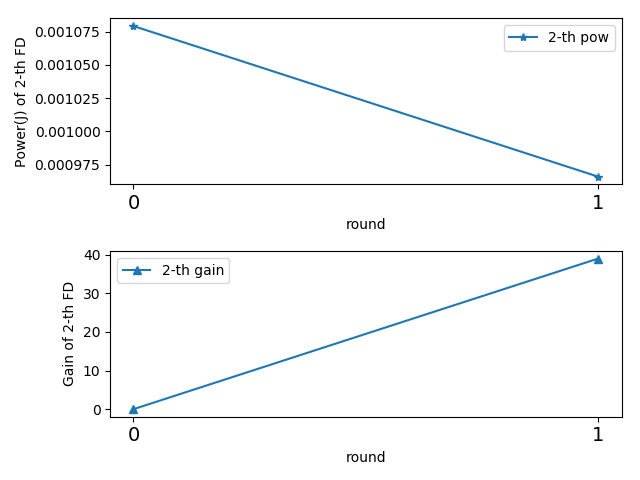 0.001075
0.001050
0.001025
0.001000
0.000975
Power(J) of 2-th FD
2-th pow
0
1
round
40
30
20
10
0
Gain of 2-th FD
2-th gain
0
1
round